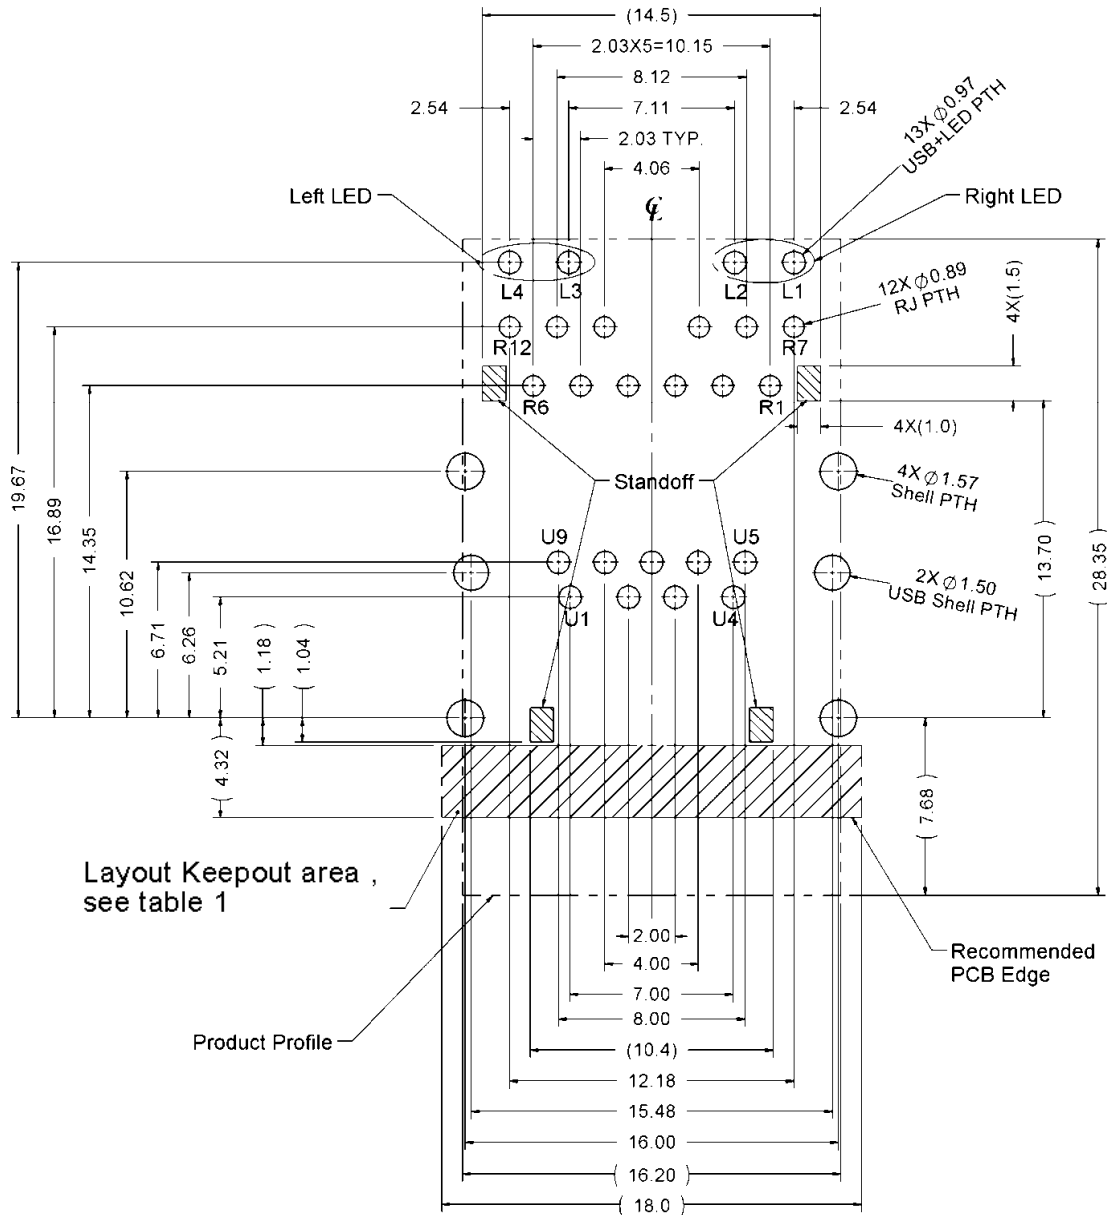 (14.5)
2.03X5=10.15
8.12
2.54
7.11
2.54
2.03 TYP.
4.06
13X Ø0.97
USB+LED PTH
Left LED
℄
Right LED
L4
L3
L2
L1
12X Ø0.89
RJ PTH
4X(1.5)
R12
R7
R6
R1
4X(1.0)
Standoff
4X Ø1.57
Shell PTH
U9
U5
2X Ø1.50
USB Shell PTH
U1
U4
19.67
16.89
14.35
10.62
6.71
6.26
5.21
( 1.18 )
( 1.04 )
( 4.32 )
( 13.70 )
( 28.35 )
( 7.68 )
Layout Keepout area ,
see table 1
2.00
4.00
7.00
8.00
(10.4)
12.18
15.48
16.00
( 16.20 )
( 18.0 )
Recommended
PCB Edge
Product Profile